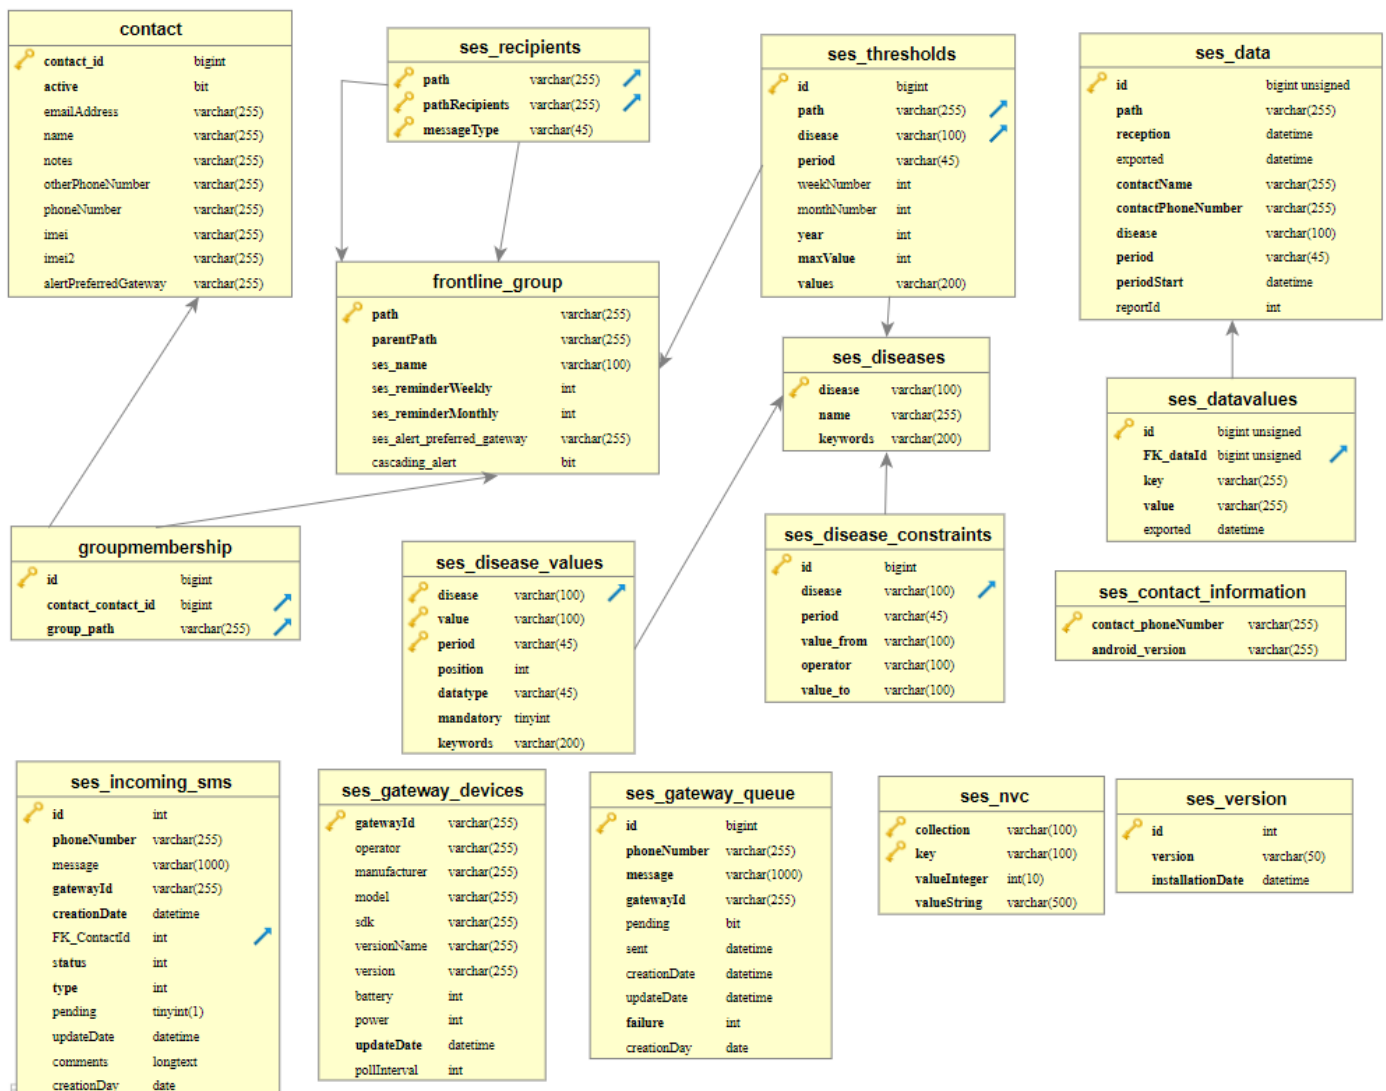 contact
contact_id bigint
active bit
emailAddress varchar(255)
name varchar(255)
notes varchar(255)
otherPhoneNumber varchar(255)
phoneNumber varchar(255)
imei varchar(255)
imei2 varchar(255)
alertPreferredGateway varchar(255)
ses_recipients
path varchar(255)
pathRecipients varchar(255)
messageType varchar(45)
ses_thresholds
id bigint
path varchar(255)
disease varchar(100)
period varchar(45)
weekNumber int
monthNumber int
year int
maxValue int
values varchar(200)
ses_data
id bigint unsigned
path varchar(255)
reception datetime
exported datetime
contactName varchar(255)
contactPhoneNumber varchar(255)
disease varchar(100)
period varchar(45)
periodStart datetime
reportId int
frontline_group
path varchar(255)
parentPath varchar(255)
ses_name varchar(100)
ses_reminderWeekly int
ses_reminderMonthly int
ses_alert_preferred_gateway varchar(255)
cascading_alert bit
ses_diseases
disease varchar(100)
name varchar(255)
keywords varchar(200)
ses_datavalues
id bigint unsigned
FK_dataId bigint unsigned
key varchar(255)
value varchar(255)
exported datetime
groupmembership
id bigint
contact_contact_id bigint
group_path varchar(255)
ses_disease_values
disease varchar(100)
value varchar(100)
period varchar(45)
position int
datatype varchar(45)
mandatory tinyint
keywords varchar(200)
ses_disease_constraints
id bigint
disease varchar(100)
period varchar(45)
value_from varchar(100)
operator varchar(100)
value_to varchar(100)
ses_contact_information
contact_phoneNumber varchar(255)
android_version varchar(255)
ses_incoming_sms
id int
phoneNumber varchar(255)
message varchar(1000)
gatewayId varchar(255)
creationDate datetime
FK_ContactId int
status int
type int
pending tinyint(1)
updateDate datetime
comments longtext
creationDay date
ses_gateway_devices
gatewayId varchar(255)
operator varchar(255)
manufacturer varchar(255)
model varchar(255)
sdk varchar(255)
versionName varchar(255)
version varchar(255)
battery int
power int
updateDate datetime
pollInterval int
ses_gateway_queue
id bigint
phoneNumber varchar(255)
message varchar(1000)
gatewayId varchar(255)
pending bit
sent datetime
creationDate datetime
updateDate datetime
failure int
creationDay date
ses_nvc
collection varchar(100)
key varchar(100)
valueInteger int(10)
valueString varchar(500)
ses_version
id int
version varchar(50)
installationDate datetime